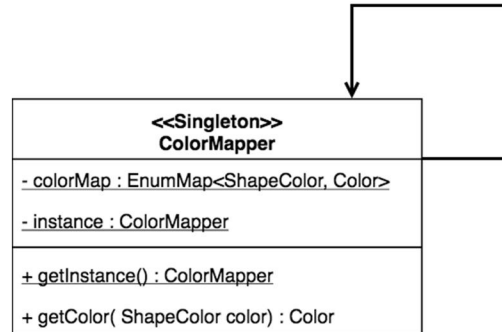 <<Singleton>>
ColorMapper
- colorMap : EnumMap<ShapeColor, Color>
- instance : ColorMapper
+ getInstance() : ColorMapper
+ getColor( ShapeColor color) : Color